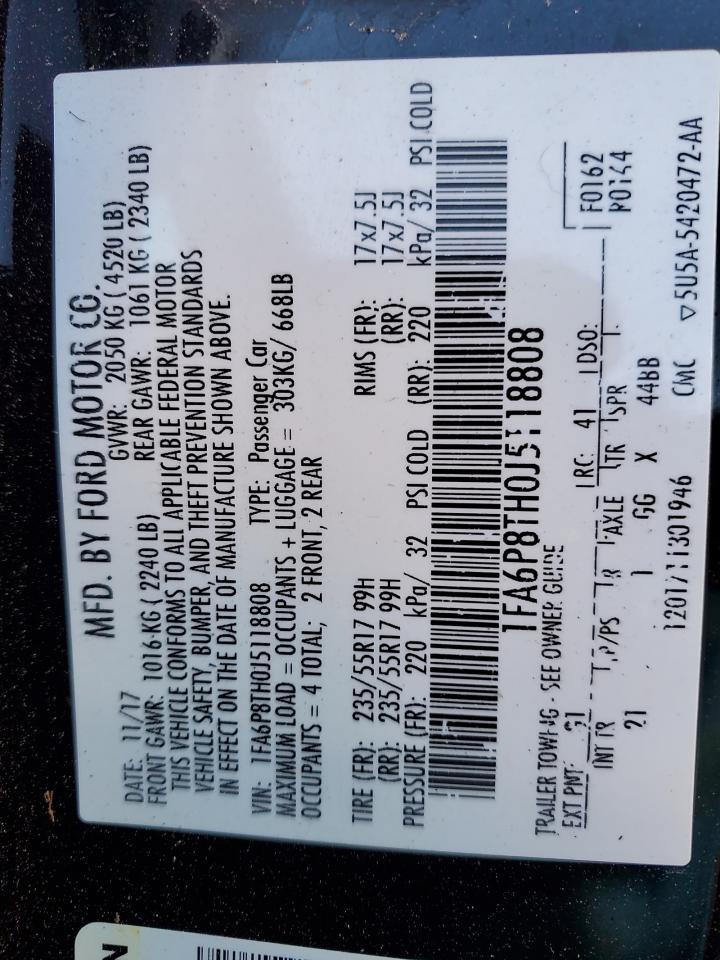 MFD. BY FORD MOTOR CO.
DATE: 11/17 GVWR: 2050 KG ( 4520 LB)
FRONT GAWR: 1016 KG ( 2240 LB) REAR GAWR: 1061 KG ( 2340 LB)
THIS VEHICLE CONFORMS TO ALL APPLICABLE FEDERAL MOTOR
VEHICLE SAFETY, BUMPER, AND THEFT PREVENTION STANDARDS
IN EFFECT ON THE DATE OF MANUFACTURE SHOWN ABOVE.
VIN: 1FA6P8TH0J5118808 TYPE: Passenger Car
MAXIMUM LOAD = OCCUPANTS + LUGGAGE = 303KG/ 668LB
OCCUPANTS = 4 TOTAL; 2 FRONT, 2 REAR
TIRE (FR): 235/55R17 99H RIMS (FR): 17x7.5J
(RR): 235/55R17 99H (RR): 17x7.5J
PRESSURE (FR): 220 kPa/ 32 PSI COLD (RR): 220 kPa/ 32 PSI COLD
1FA6P8TH0J5118808
TRAILER TOWING - SEE OWNER GUIDE
EXT PNT: RC: 41 DSO: F0162
R0144
INT TR TP/PS R AXLE TR SPR
21 1 GG X 44BB
1201711301946 CMC ▽5U5A-5420472-AA
N